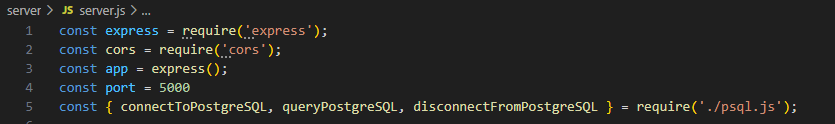 server > JS server.js > ...
1 const express = require('express');
2 const cors = require('cors');
3 const app = express();
4 const port = 5000
5 const { connectToPostgreSQL, queryPostgreSQL, disconnectFromPostgreSQL } = require('./psql.js');